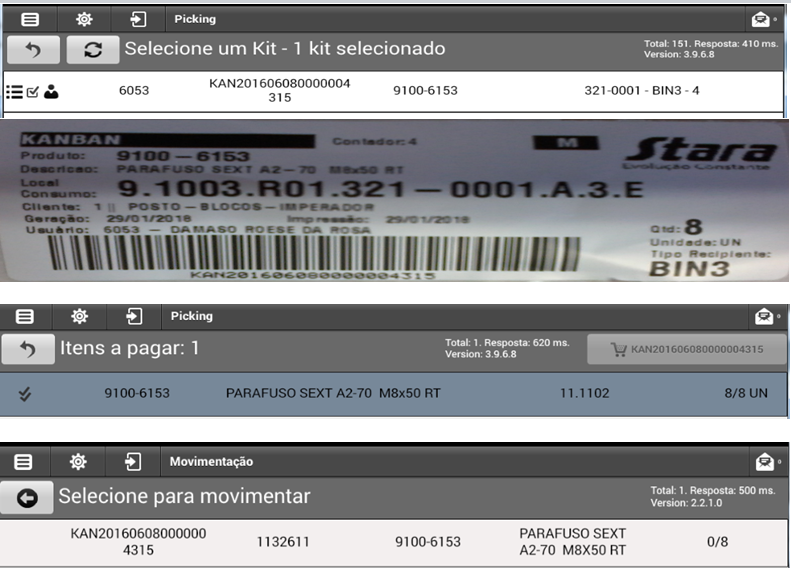 Picking
Selecione um Kit - 1 kit selecionado
Total: 151. Resposta: 410 ms.
Version: 3.9.6.8
6053 KAN201606080000004 9100-6153 321-0001 - BIN3 - 4
315
KANBAN Contador: 4 M Stara
Produto: 9100 - 6153 Evolução Constante
Descricao: PARAFUSO SEXT A2-70 M8x50 RT
Local
Consumo: 9.1003.R01.321-0001.A.3.E
Cliente: 1 || POSTO-BLOCOS-IMPERADOR
Geração: 29/01/2018 Impressão: 29/01/2018
Usuário: 6053 - DAMASO ROESE DA ROSA
Qtd: 8
Unidade: UN
Tipo Recipiente:
BIN3
KAN201606080000004315
Picking
Itens a pagar: 1
Total: 1. Resposta: 620 ms.
Version: 3.9.6.8
KAN201606080000004315
9100-6153 PARAFUSO SEXT A2-70 M8x50 RT 11.1102 8/8 UN
Movimentação
Selecione para movimentar
Total: 1. Resposta: 500 ms.
Version: 2.2.1.0
KAN20160608000000 1132611 9100-6153 PARAFUSO SEXT 0/8
4315 A2-70 M8X50 RT